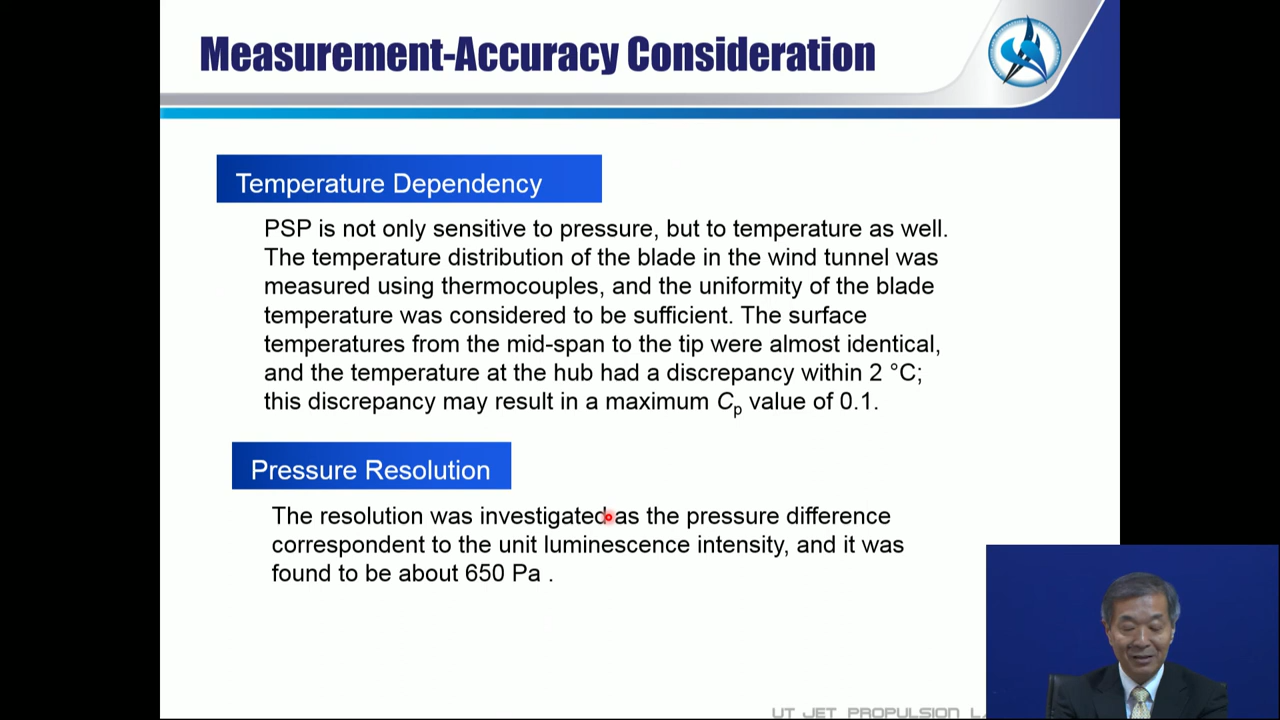 Measurement-Accuracy Consideration
Temperature Dependency
PSP is not only sensitive to pressure, but to temperature as well.
The temperature distribution of the blade in the wind tunnel was
measured using thermocouples, and the uniformity of the blade
temperature was considered to be sufficient. The surface
temperatures from the mid-span to the tip were almost identical,
and the temperature at the hub had a discrepancy within 2 °C;
this discrepancy may result in a maximum Cp value of 0.1.
Pressure Resolution
The resolution was investigated as the pressure difference
correspondent to the unit luminescence intensity, and it was
found to be about 650 Pa .
UT JET PROPULSION